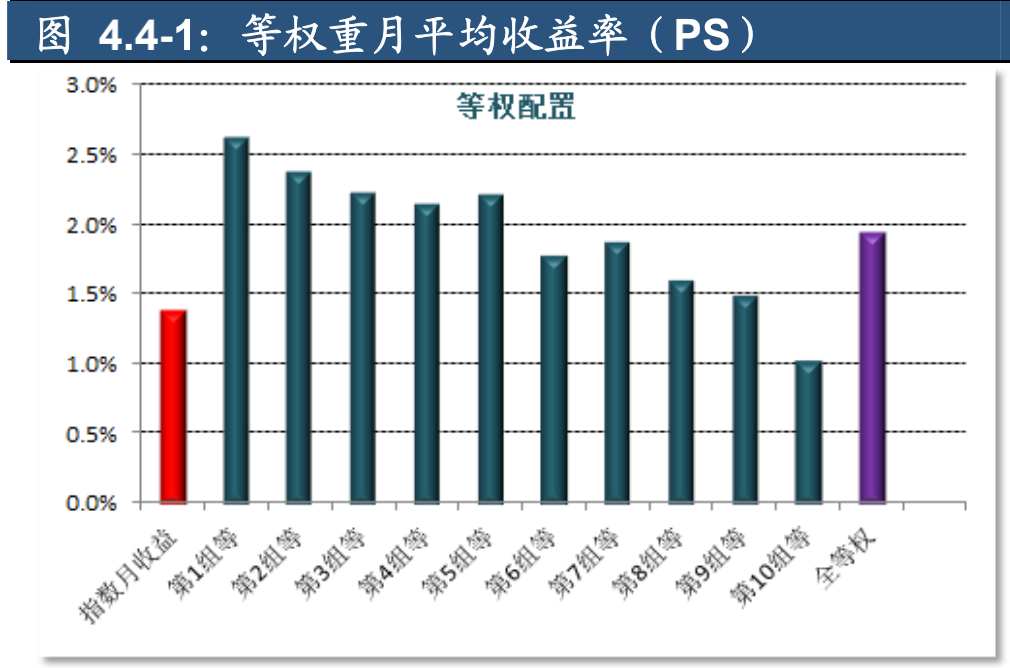 图 4.4-1: 等权重月平均收益率（PS）
等权配置
3.0%
2.5%
2.0%
1.5%
1.0%
0.5%
0.0%
指数月收益
第1组等
第2组等
第3组等
第4组等
第5组等
第6组等
第7组等
第8组等
第9组等
第10组等
全等权